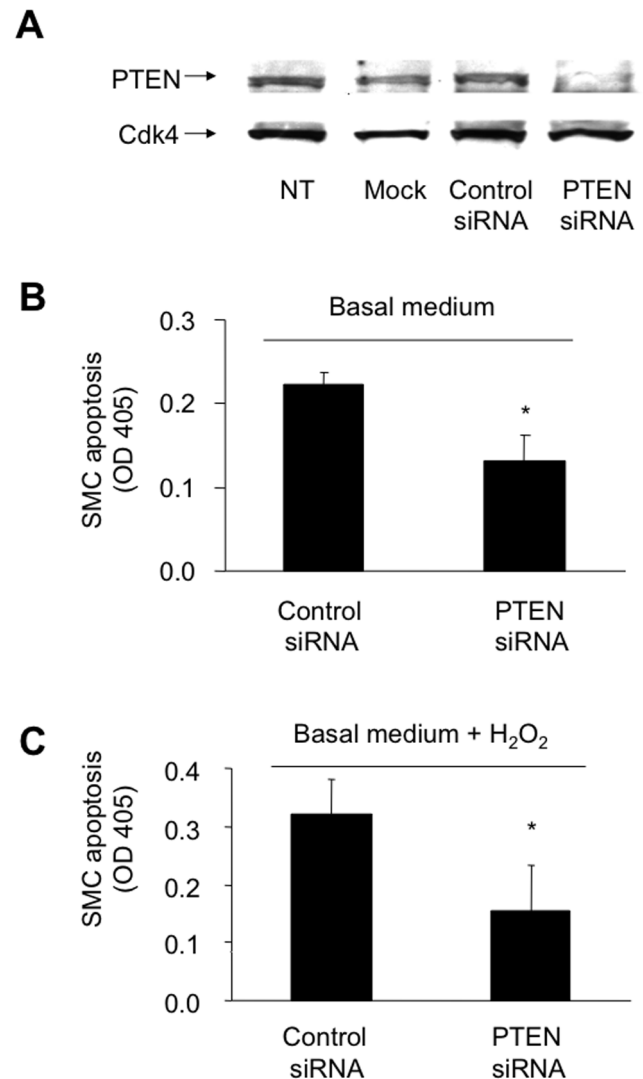 A
PTEN
Cdk4
NT Mock Control siRNA PTEN siRNA
B
Basal medium
SMC apoptosis
(OD 405)
0.3
0.2
0.1
0.0
*
Control
siRNA
PTEN
siRNA
C
Basal medium + H₂O₂
SMC apoptosis
(OD 405)
0.4
0.3
0.2
0.1
0.0
*
Control
siRNA
PTEN
siRNA